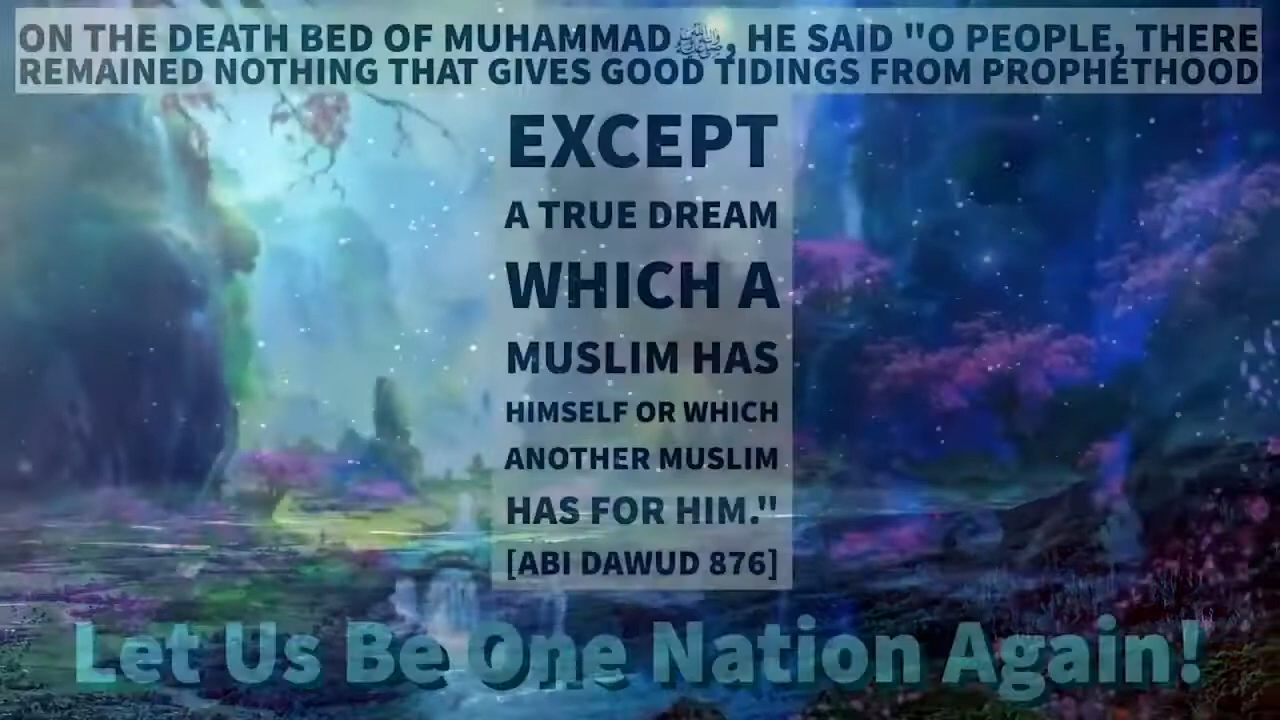 ON THE DEATH BED OF MUHAMMAD ﷺ, HE SAID "O PEOPLE, THERE
REMAINED NOTHING THAT GIVES GOOD TIDINGS FROM PROPHETHOOD
EXCEPT
A TRUE DREAM
WHICH A
MUSLIM HAS
HIMSELF OR WHICH
ANOTHER MUSLIM
HAS FOR HIM."
[ABI DAWUD 876]
Let Us Be One Nation Again!